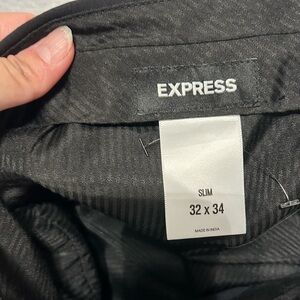 EXPRESS
SLIM
32 x 34
MADE IN INDIA